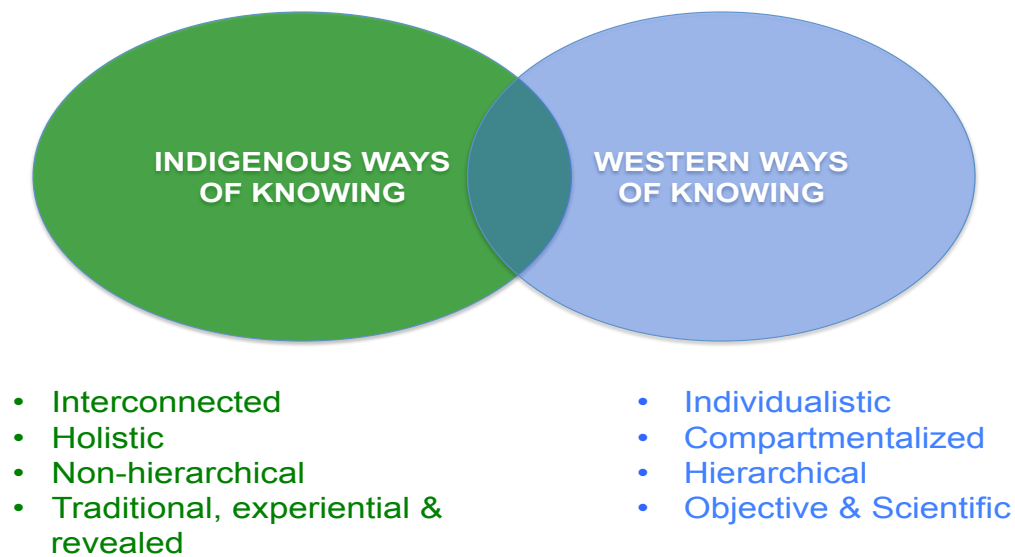 INDIGENOUS WAYS
OF KNOWING
WESTERN WAYS
OF KNOWING
• Interconnected
• Holistic
• Non-hierarchical
• Traditional, experiential &
revealed
• Individualistic
• Compartmentalized
• Hierarchical
• Objective & Scientific